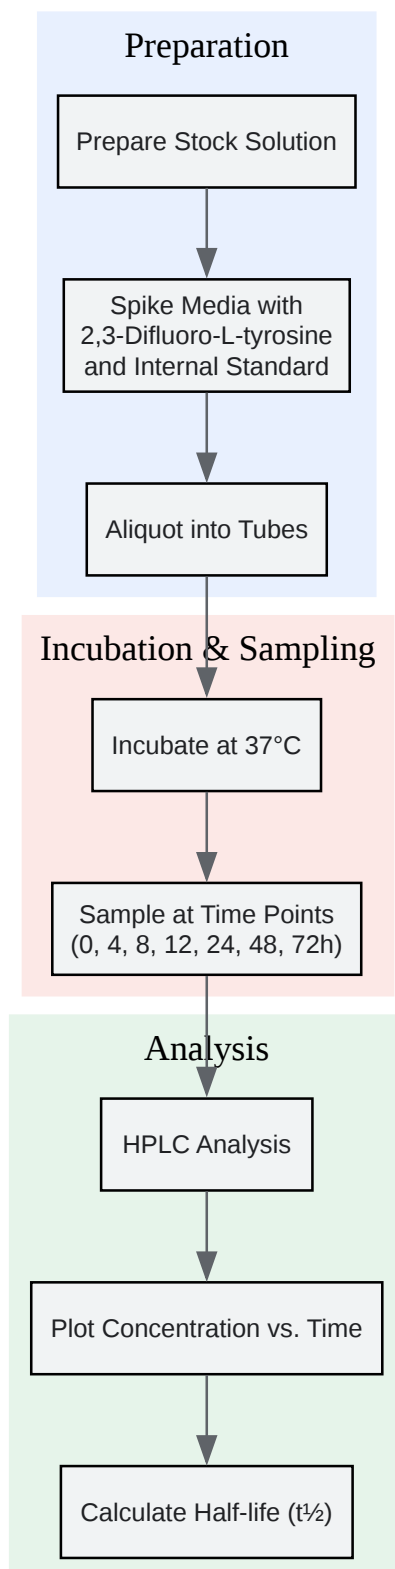 Preparation
Prepare Stock Solution
Spike Media with
2,3-Difluoro-L-tyrosine
and Internal Standard
Aliquot into Tubes
Incubation & Sampling
Incubate at 37°C
Sample at Time Points
(0, 4, 8, 12, 24, 48, 72h)
Analysis
HPLC Analysis
Plot Concentration vs. Time
Calculate Half-life (t½)